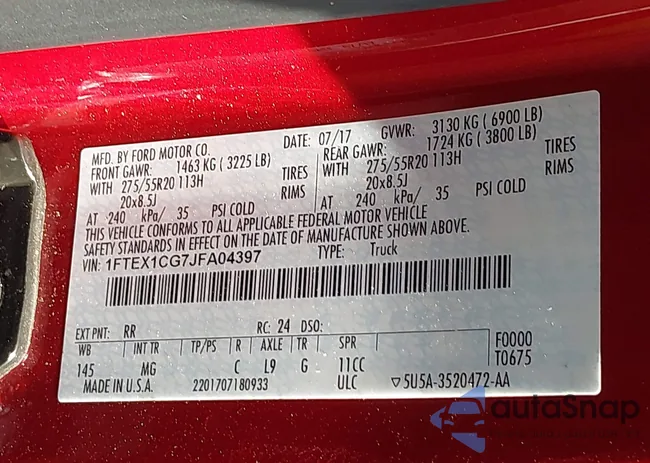 MFD. BY FORD MOTOR CO. DATE: 07/17 GVWR: 3130 KG ( 6900 LB)
FRONT GAWR: 1463 KG ( 3225 LB) REAR GAWR: 1724 KG ( 3800 LB)
WITH 275/55R20 113H TIRES WITH 275/55R20 113H TIRES
20x8.5J RIMS 20x8.5J RIMS
AT 240 kPa/ 35 PSI COLD AT 240 kPa/ 35 PSI COLD
THIS VEHICLE CONFORMS TO ALL APPLICABLE FEDERAL MOTOR VEHICLE
SAFETY STANDARDS IN EFFECT ON THE DATE OF MANUFACTURE SHOWN ABOVE.
VIN: 1FTEX1CG7JFA04397 TYPE: Truck
EXT PNT: RR RC: 24 DSO:
WB INT TR TP/PS R AXLE TR SPR F0000
145 MG C L9 G 11CC T0675
MADE IN U.S.A. 2201707180933 ULC ▽5U5A-3520472-AA
autoSnap